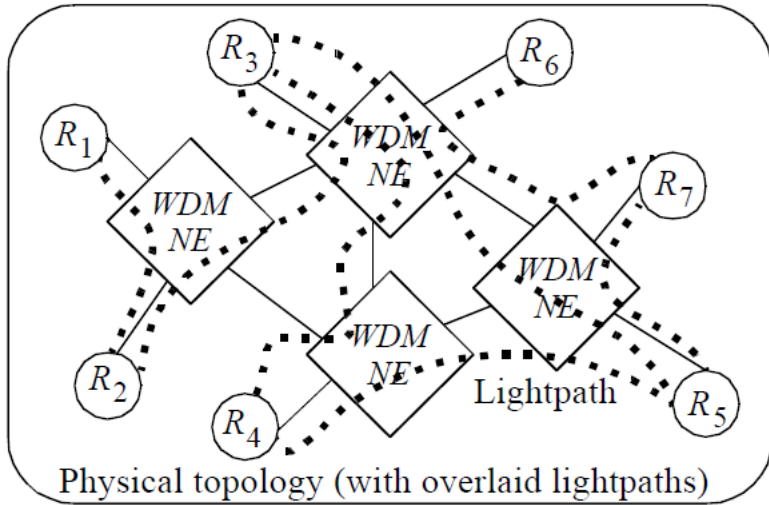 R3
R6
R1
WDM
NE
R7
WDM
NE
WDM
NE
WDM
NE
R2
Lightpath
R4
R5
Physical topology (with overlaid lightpaths)